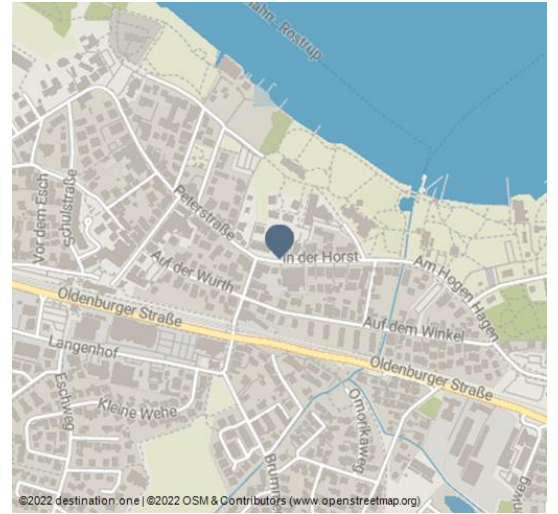 Rostrup
Vor dem Esch
Schulstraße
Peterstraße
In der Horst
Auf der Wurth
Am Hogen Hagen
Oldenburger Straße
Auf dem Winkel
Langenhof
Oldenburger Straße
Eschweg
Kleine Wehe
Omorikaweg
©2022 destination.one | ©2022 OSM & Contributors (www.openstreetmap.org)